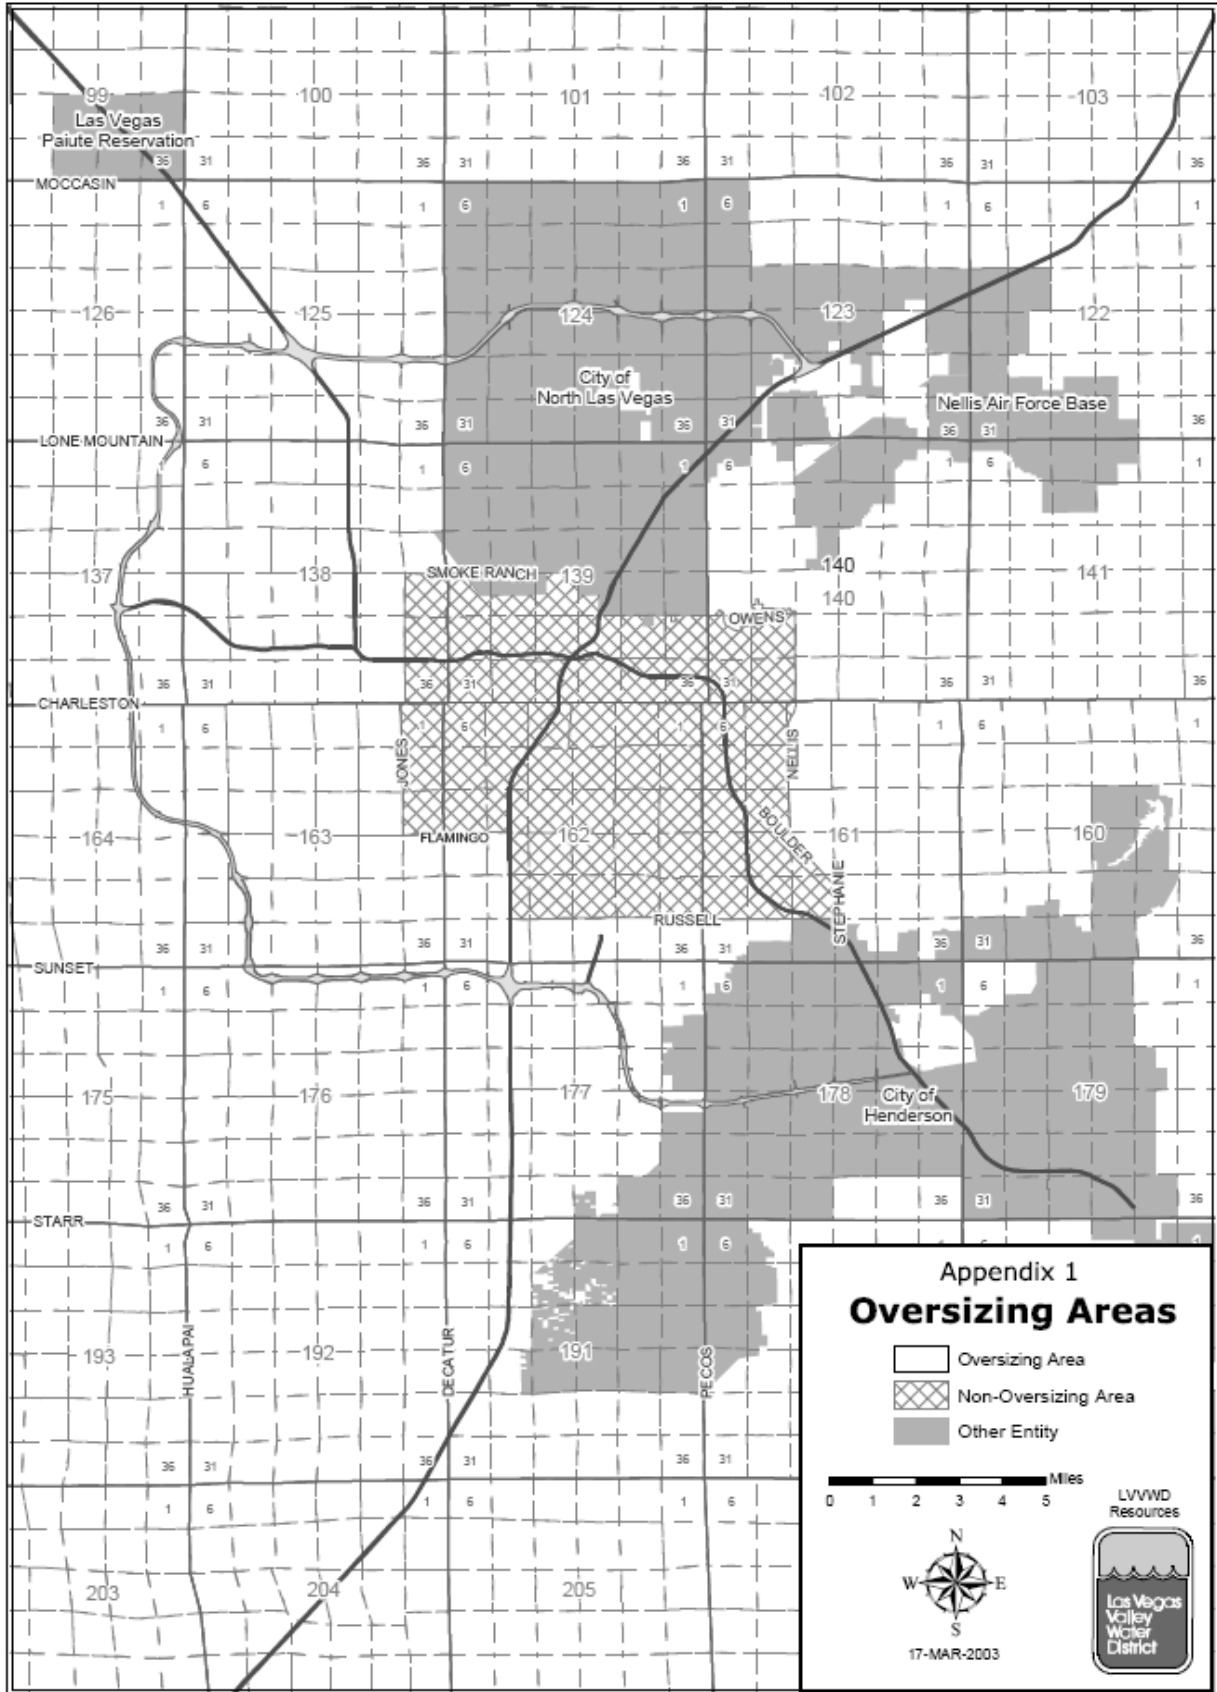 99
100
101
102
103
Las Vegas
Paiute Reservation
36 31 36 31 36 31 36 31 36
MOCCASIN
1 6 1 6 1 6 1 6 1
126
125
124
123
122
City of
North Las Vegas
Nellis Air Force Base
36 31 36 31 36 31 36 31 36
LONE MOUNTAIN
1 6 1 6 1 6 1 6 1
137
138
SMOKE RANCH
139
140
140
141
OWENS
36 31 36 31 36 31 36 31 36
CHARLESTON
1 6 1 6 1 6 1 6 1
JONES
NELLIS
164
163
FLAMINGO
162
BOULDER
161
160
STEPHANIE
RUSSELL
36 31 36 31 36 31 36 31 36
SUNSET
1 6 1 6 1 6 1 6 1
175
176
177
178
179
City of
Henderson
36 31 36 31 36 31 36 31 36
STARR
1 6 1 6 1 6 1 6 1
193
HUALAPAI
192
DECATUR
191
PECOS
36 31 36 31 36 31
1 6 1 6 1 6
203
204
205
Appendix 1
Oversizing Areas
Oversizing Area
Non-Oversizing Area
Other Entity
Miles
0 1 2 3 4 5
LVVWD
Resources
N
W E
S
17-MAR-2003
Las Vegas
Valley
Water
District